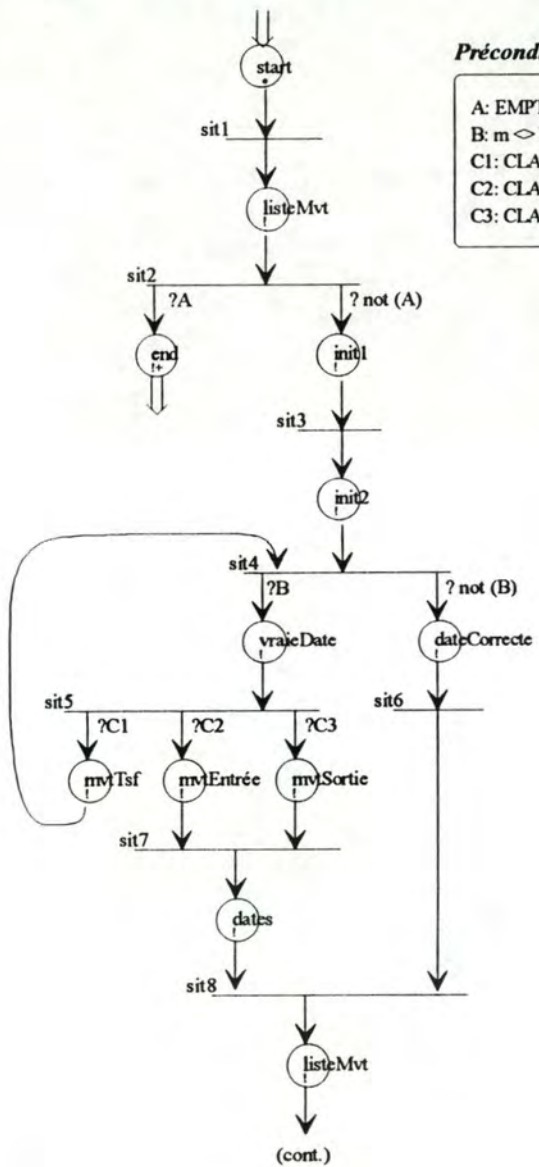 start
Précond
sit1
A: EMPT
B: m <>
C1: CLA
C2: CLA
C3: CLA
listeMvt
!
sit2
?A
? not (A)
end
!+
init1
!
sit3
init2
!
sit4
?B
? not (B)
vraieDate
!
dateCorrecte
!
sit5
sit6
?C1
?C2
?C3
mvtTsf
!
mvtEntrée
!
mvtSortie
!
sit7
dates
!
sit8
listeMvt
!
(cont.)